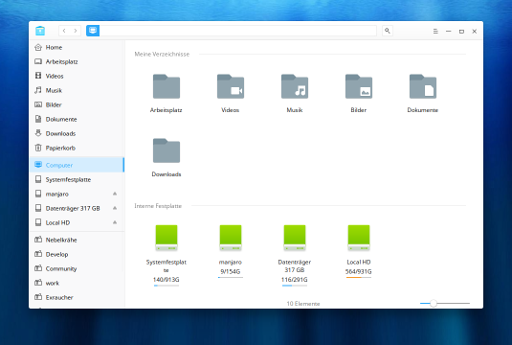 Home
Arbeitsplatz
Videos
Musik
Bilder
Dokumente
Downloads
Papierkorb
Computer
Systemfestplatte
manjaro
Datenträger 317 GB
Local HD
Nebelkrähe
Develop
Community
work
Exraucher
Meine Verzeichnisse
Arbeitsplatz Videos Musik Bilder Dokumente
Downloads
Interne Festplatte
Systemfestplat
te
140/913G
manjaro
9/154G
Datenträger
317 GB
116/291G
Local HD
564/931G
10 Elemente